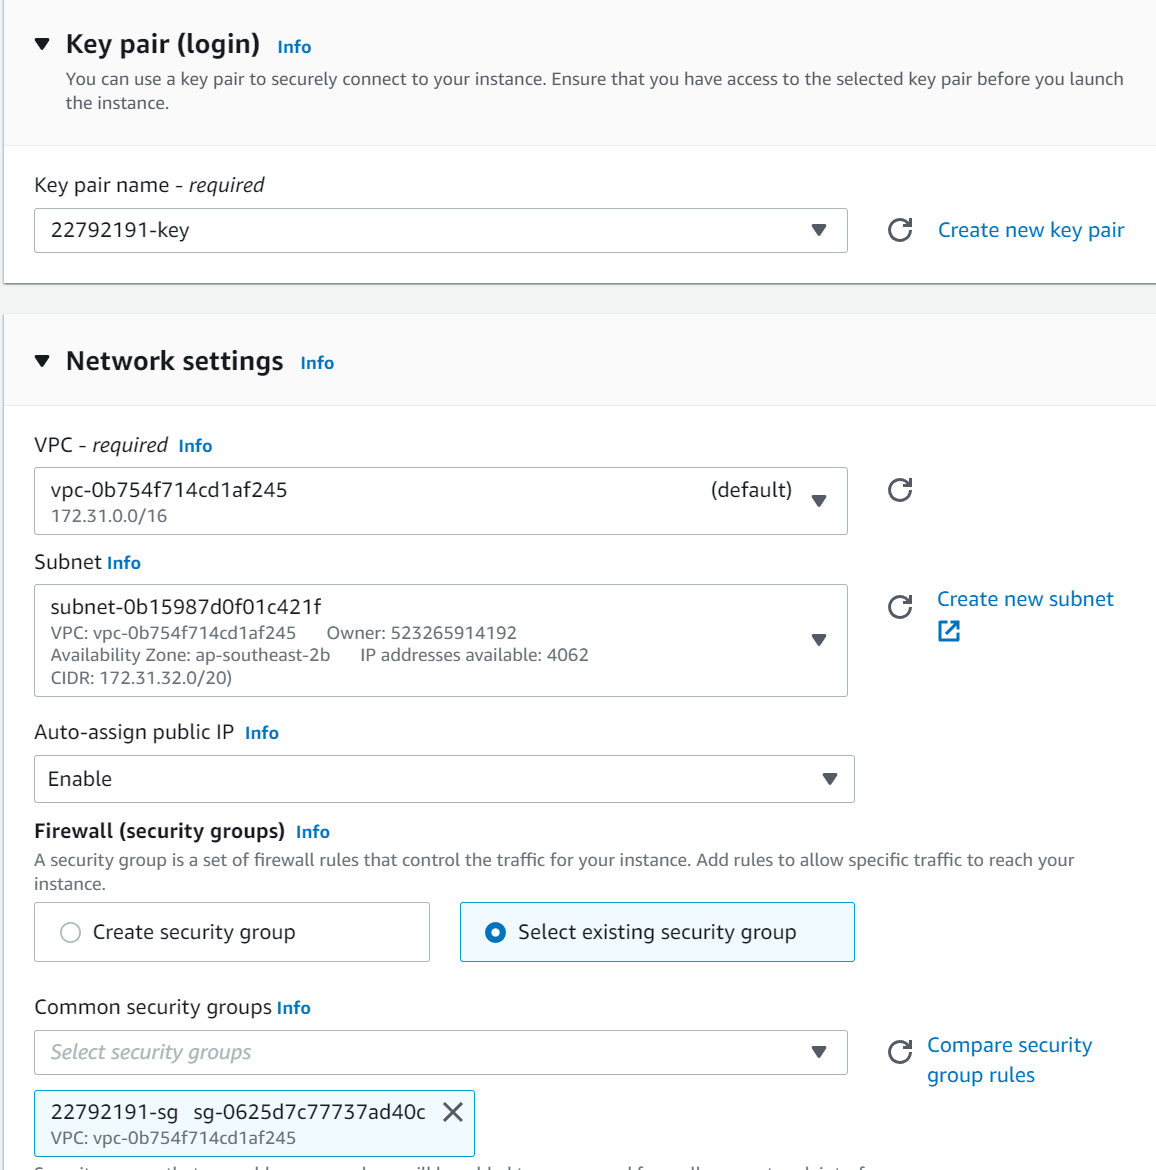 Key pair (login) Info
You can use a key pair to securely connect to your instance. Ensure that you have access to the selected key pair before you launch
the instance.
Key pair name - required
22792191-key
Create new key pair
Network settings Info
VPC - required Info
vpc-0b754f714cd1af245 (default)
172.31.0.0/16
Subnet Info
subnet-0b15987d0f01c421f
VPC: vpc-0b754f714cd1af245 Owner: 523265914192
Availability Zone: ap-southeast-2b IP addresses available: 4062
CIDR: 172.31.32.0/20)
Create new subnet
Auto-assign public IP Info
Enable
Firewall (security groups) Info
A security group is a set of firewall rules that control the traffic for your instance. Add rules to allow specific traffic to reach your
instance.
Create security group
Select existing security group
Common security groups Info
Select security groups
Compare security
group rules
22792191-sg sg-0625d7c77737ad40c
VPC: vpc-0b754f714cd1af245